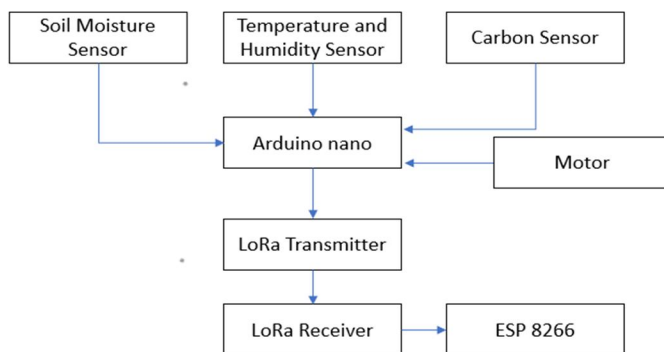 Soil Moisture
Sensor
Temperature and
Humidity Sensor
Carbon Sensor
Arduino nano
Motor
LoRa Transmitter
LoRa Receiver
ESP 8266